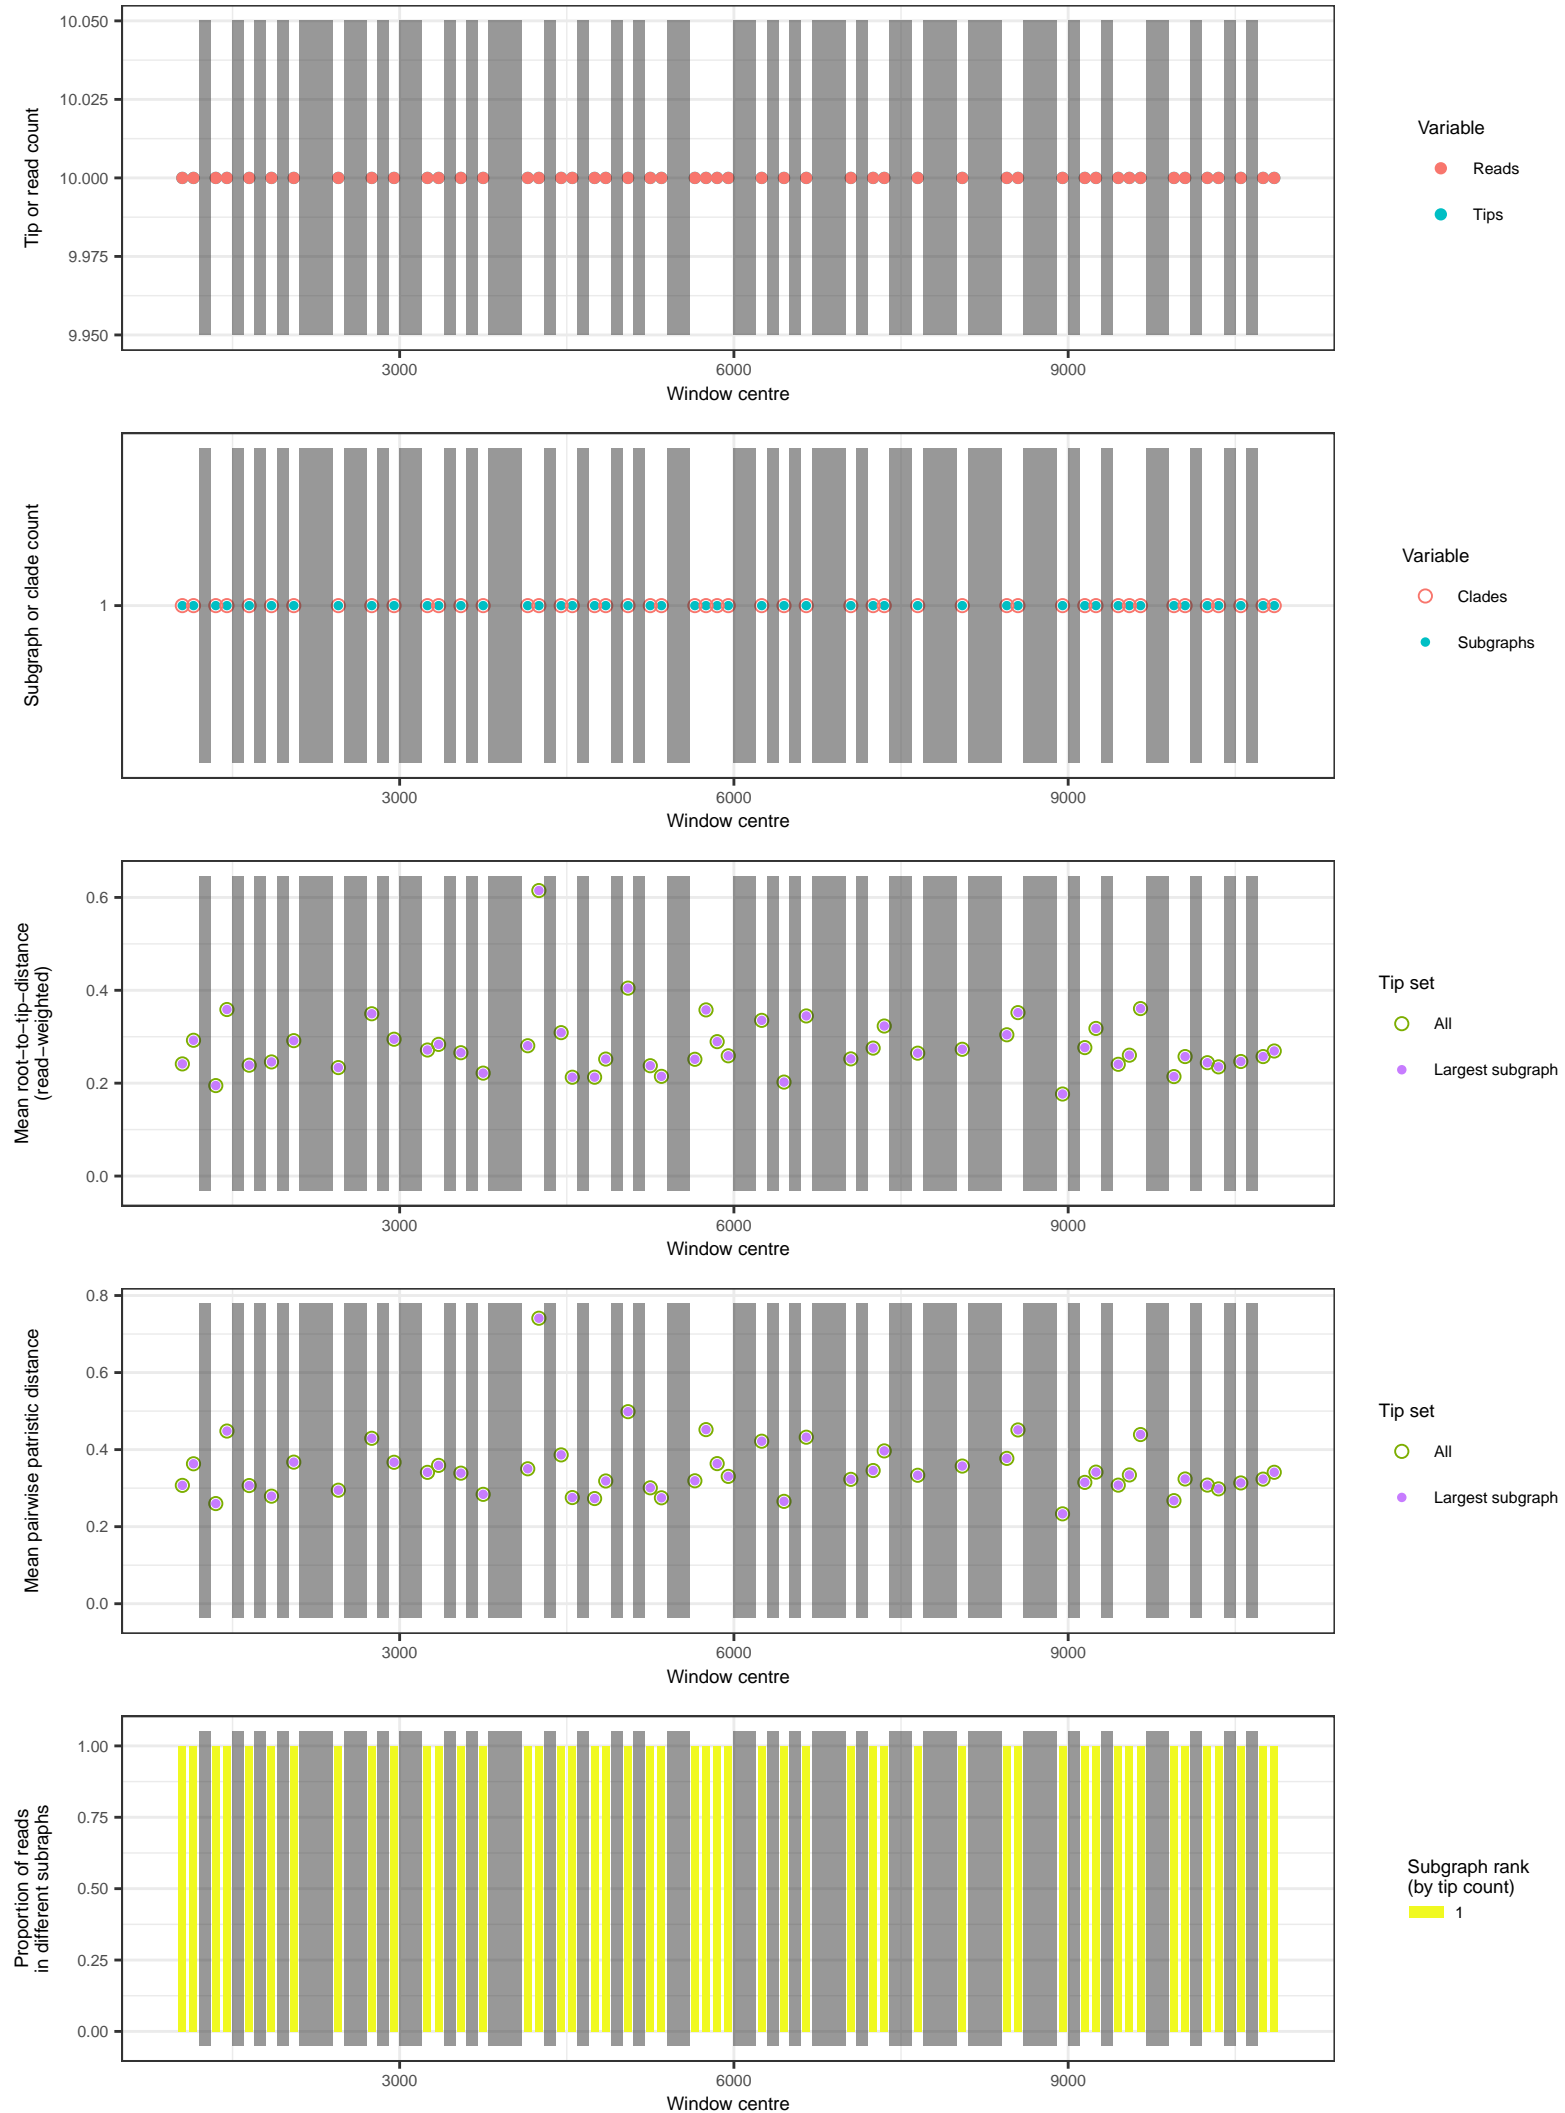 10.050
10.025
10.000
9.975
9.950
Tip or read count
3000 6000 9000
Window centre
Variable
Reads
Tips
1
Subgraph or clade count
3000 6000 9000
Window centre
Variable
Clades
Subgraphs
0.6
0.4
0.2
0.0
Mean root−to−tip−distance
(read−weighted)
3000 6000 9000
Window centre
Tip set
All
Largest subgraph
0.8
0.6
0.4
0.2
0.0
Mean pairwise patristic distance
3000 6000 9000
Window centre
Tip set
All
Largest subgraph
1.00
0.75
0.50
0.25
0.00
Proportion of reads
in different subraphs
3000 6000 9000
Window centre
Subgraph rank
(by tip count)
1